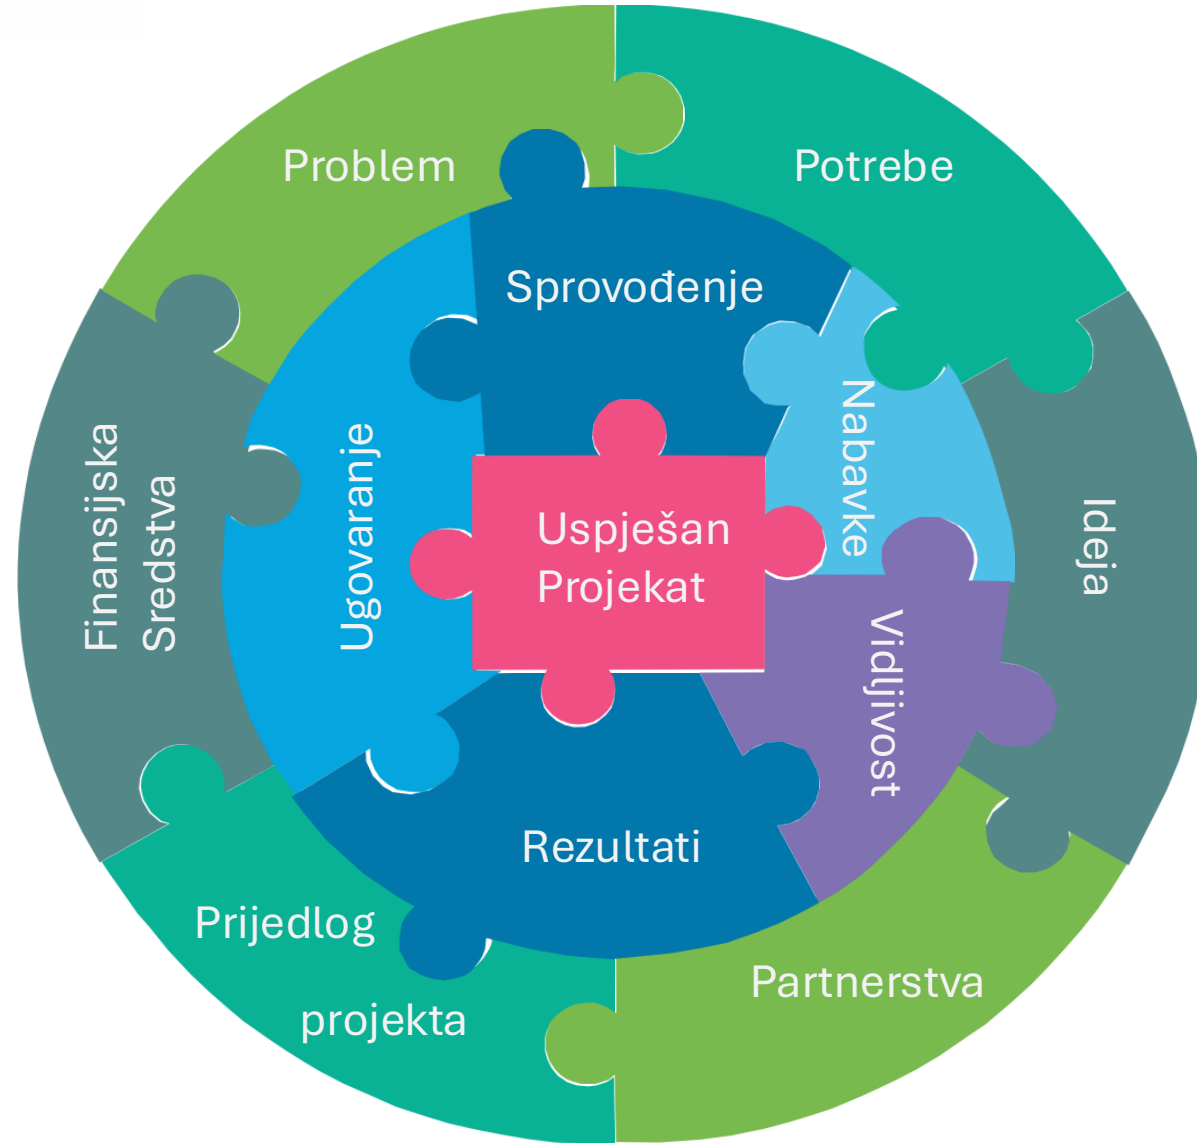 Problem
Potrebe
Sprovođenje
Nabavke
Ideja
Finansijska
Sredstva
Ugovaranje
Uspješan
Projekat
Vidljivost
Rezultati
Prijedlog
projekta
Partnerstva